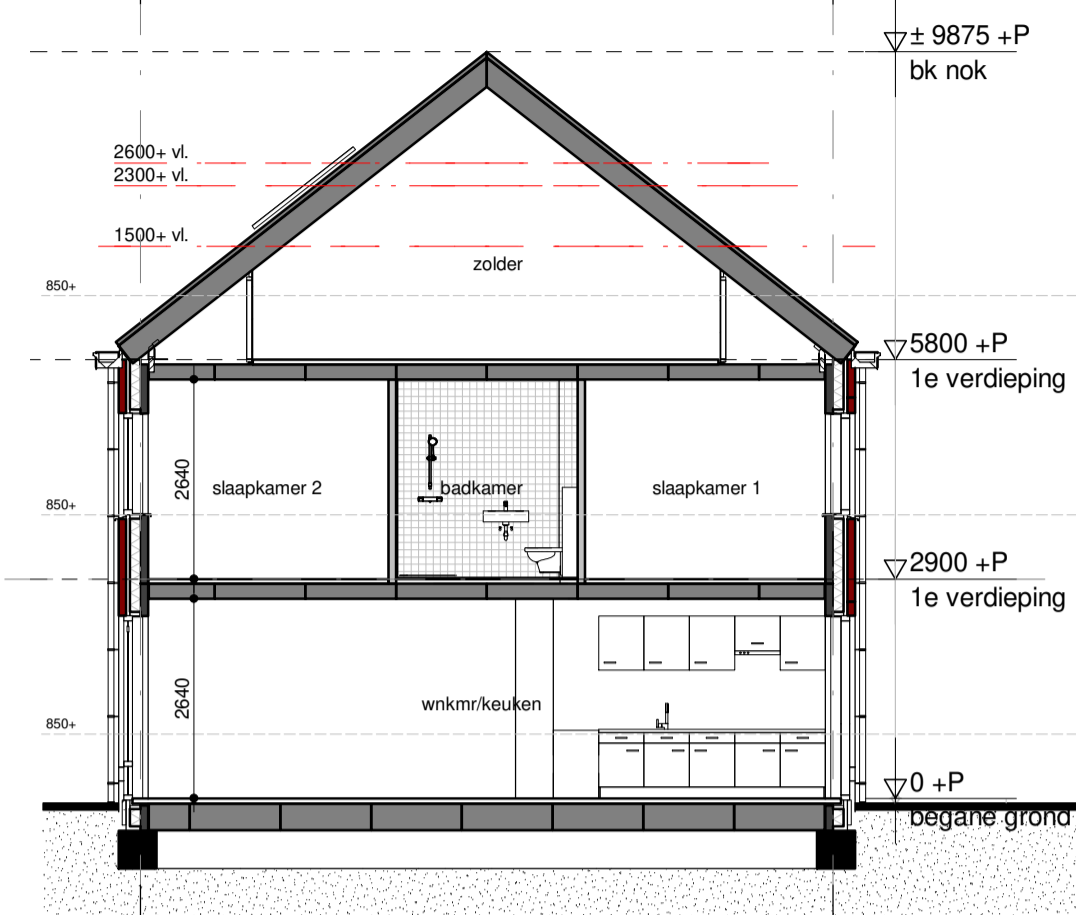 ± 9875 +P
bk nok
2600+ vl.
2300+ vl.
1500+ vl.
zolder
850+
5800 +P
1e verdieping
2640
slaapkamer 2
badkamer
slaapkamer 1
850+
2900 +P
1e verdieping
2640
wnkmr/keuken
850+
0 +P
begane grond